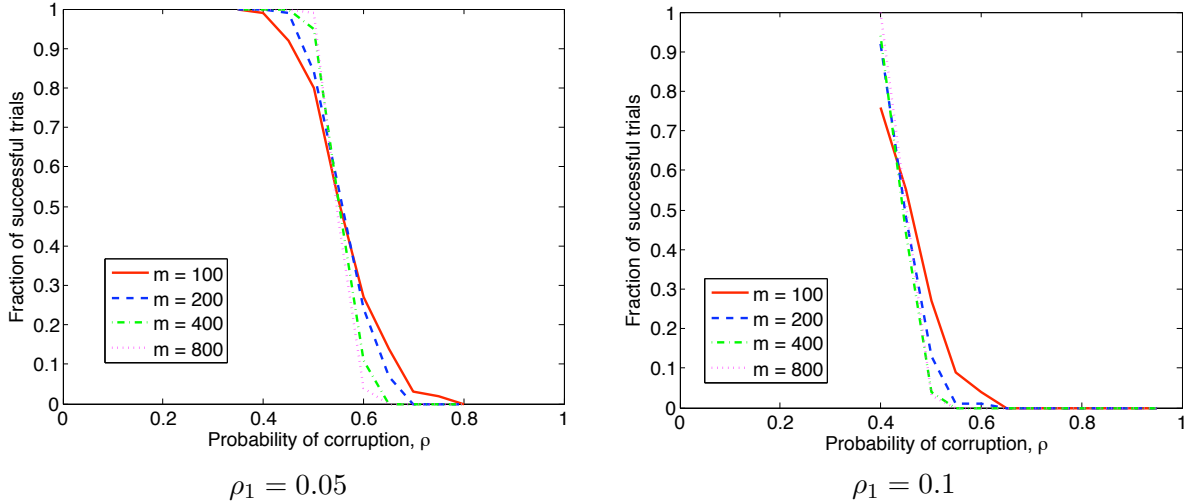 1
0.9
0.8
0.7
0.6
0.5
0.4
0.3
0.2
0.1
0
Fraction of successful trials
m = 100
m = 200
m = 400
m = 800
0 0.2 0.4 0.6 0.8 1
Probability of corruption, ρ
ρ₁ = 0.05
1
0.9
0.8
0.7
0.6
0.5
0.4
0.3
0.2
0.1
0
Fraction of successful trials
m = 100
m = 200
m = 400
m = 800
0 0.2 0.4 0.6 0.8 1
Probability of corruption, ρ
ρ₁ = 0.1